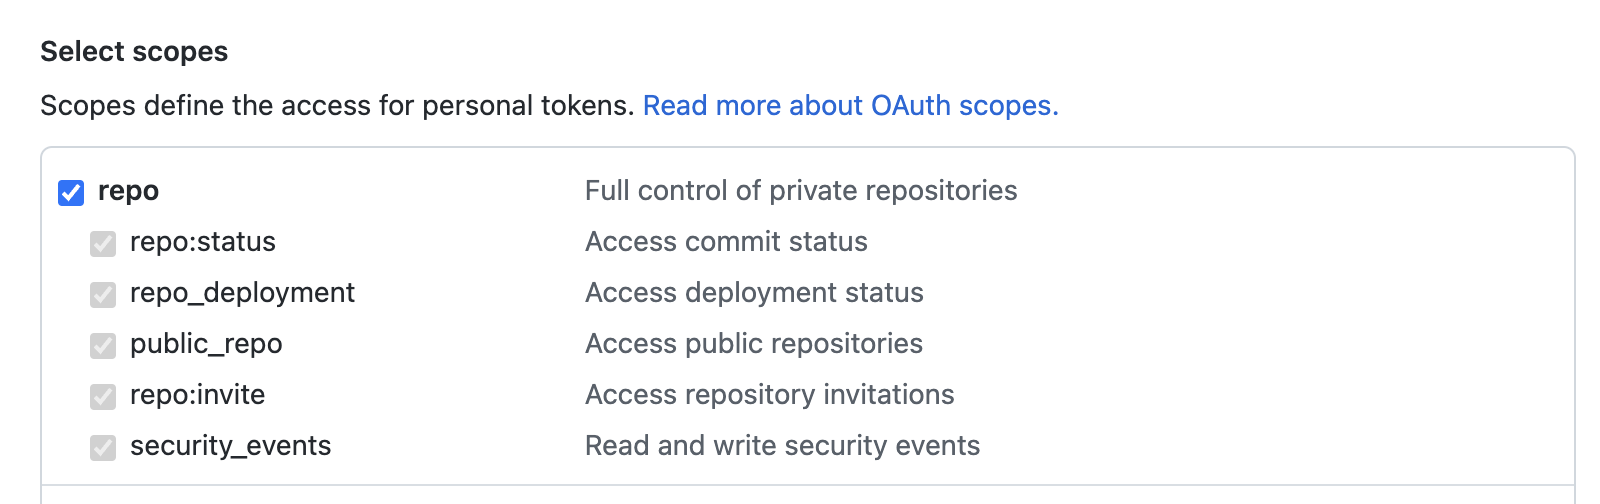 Select scopes
Scopes define the access for personal tokens. Read more about OAuth scopes.
repo Full control of private repositories
repo:status Access commit status
repo_deployment Access deployment status
public_repo Access public repositories
repo:invite Access repository invitations
security_events Read and write security events